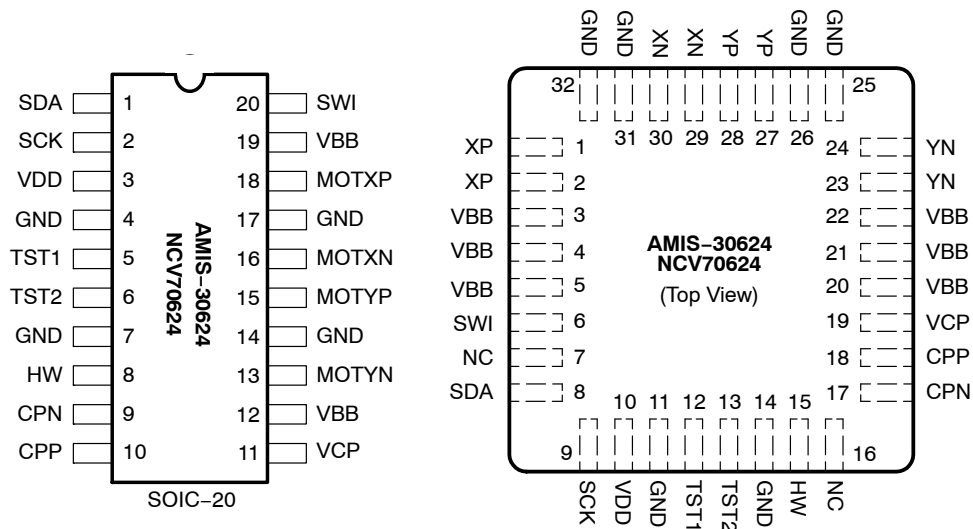 SDA 1 20 SWI
SCK 2 19 VBB
VDD 3 18 MOTXP
GND 4 17 GND
TST1 5 16 MOTXN
TST2 6 15 MOTYP
GND 7 14 GND
HW 8 13 MOTYN
CPN 9 12 VBB
CPP 10 11 VCP
AMIS−30624
NCV70624
SOIC−20
GND GND XN XN YP YP GND GND
32 31 30 29 28 27 26 25
XP 1 24 YN
XP 2 23 YN
VBB 3 22 VBB
VBB 4 21 VBB
VBB 5 20 VBB
SWI 6 19 VCP
NC 7 18 CPP
SDA 8 17 CPN
AMIS−30624
NCV70624
(Top View)
9 10 11 12 13 14 15 16
SCK VDD GND TST1 TST2 GND HW NC